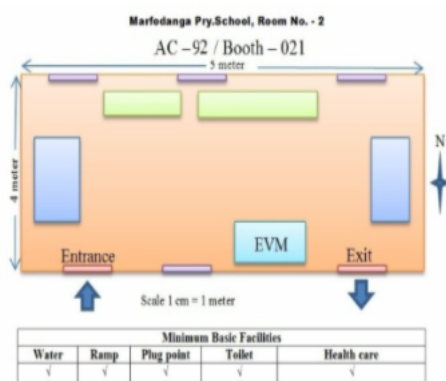 Marfodanga Pry.School, Room No. - 2
AC –92 / Booth – 021
5 meter
4 meter
N
EVM
Entrance
Exit
Scale 1 cm = 1 meter
Minimum Basic Facilities
Water Ramp Plug point Toilet Health care
√ √ √ √ √